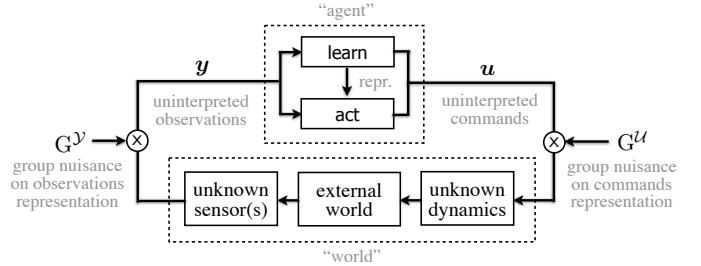 “agent”
learn
y
repr.
u
uninterpreted
observations
act
uninterpreted
commands
G^𝒴
x
x
G^𝒰
group nuisance
on observations
representation
group nuisance
on commands
representation
unknown
sensor(s)
external
world
unknown
dynamics
“world”